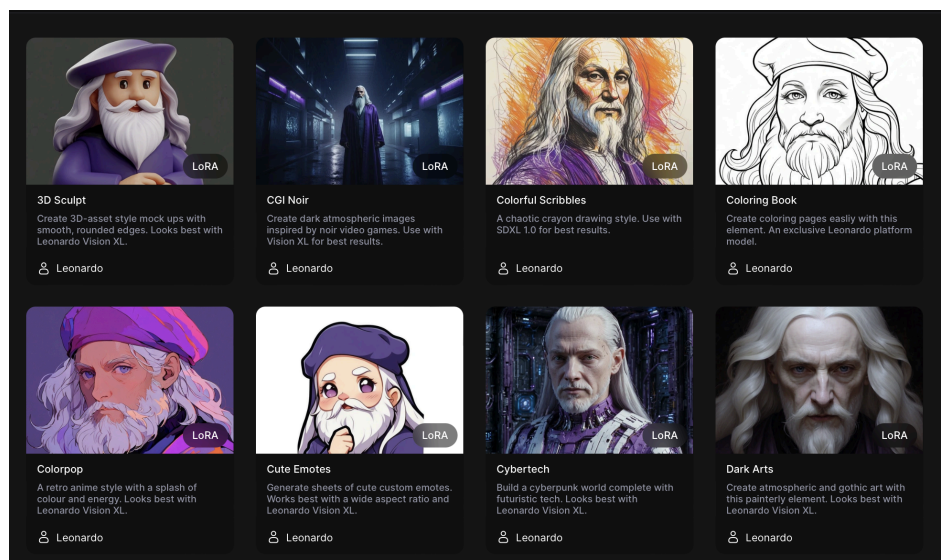 LoRA
LoRA
LoRA
LoRA
3D Sculpt
Create 3D-asset style mock ups with
smooth, rounded edges. Looks best with
Leonardo Vision XL.
Leonardo
CGI Noir
Create dark atmospheric images
inspired by noir video games. Use with
Vision XL for best results.
Leonardo
Colorful Scribbles
A chaotic crayon drawing style. Use with
SDXL 1.0 for best results.
Leonardo
Coloring Book
Create coloring pages easliy with this
element. An exclusive Leonardo platform
model.
Leonardo
LoRA
LoRA
LoRA
LoRA
Colorpop
A retro anime style with a splash of
colour and energy. Looks best with
Leonardo Vision XL.
Leonardo
Cute Emotes
Generate sheets of cute custom emotes.
Works best with a wide aspect ratio and
Leonardo Vision XL.
Leonardo
Cybertech
Build a cyberpunk world complete with
futuristic tech. Looks best with
Leonardo Vision XL.
Leonardo
Dark Arts
Create atmospheric and gothic art with
this painterly element. Looks best with
Leonardo Vision XL.
Leonardo